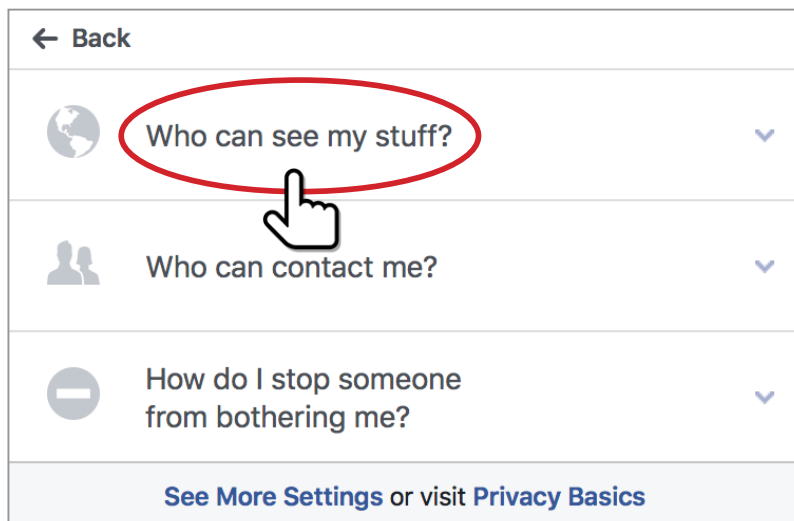 Back
Who can see my stuff?
Who can contact me?
How do I stop someone
from bothering me?
See More Settings or visit Privacy Basics